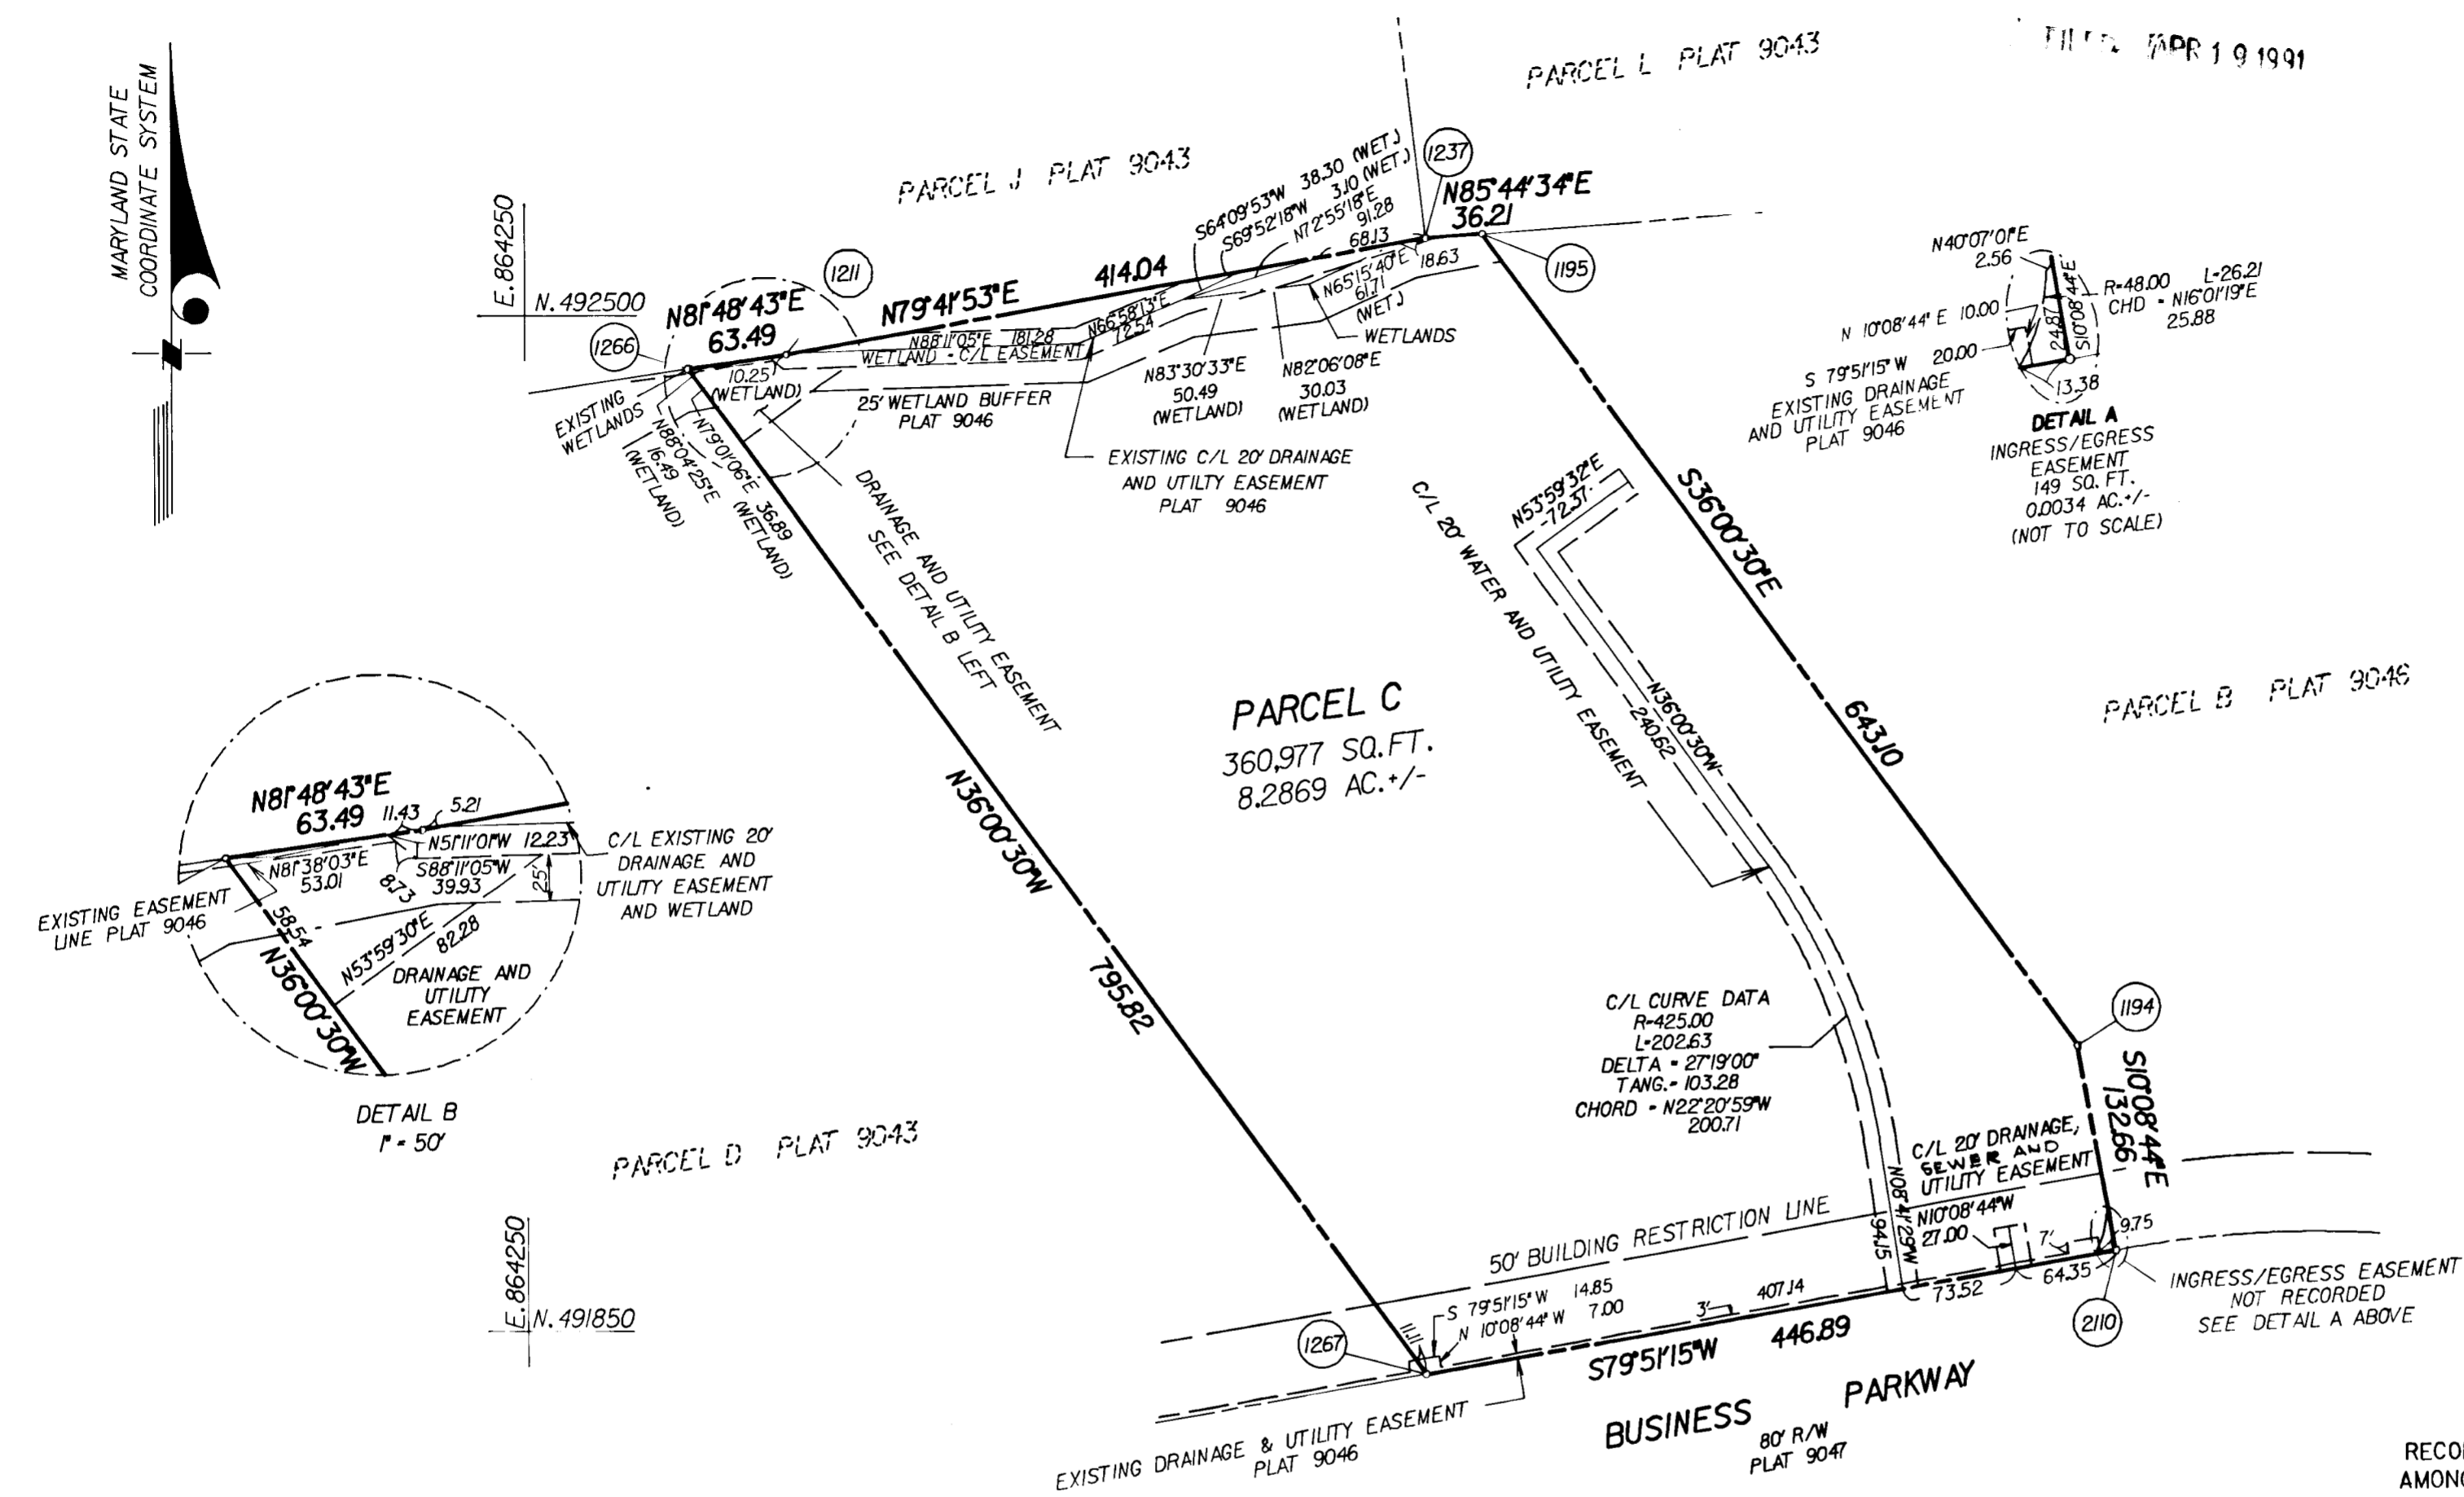 APR 19 1991
MARYLAND STATE
COORDINATE SYSTEM
PARCEL L PLAT 9043
PARCEL J PLAT 9043
E. 864250
N. 492500
1266
N81°48'43"E
63.49
1211
N79°41'53"E
414.04
S64°09'53"W 38.30 (WET.)
S69°52'18"W 3.10 (WET.)
N72°55'18"E
91.28
68.13
1237
N85°44'34"E
36.21
1195
18.63
N65°15'40"E
61.71
(WET.)
WETLANDS
N66°58'13"E
72.54
N88°11'05"E 181.28
WETLAND - C/L EASEMENT
10.25
(WETLAND)
25' WETLAND BUFFER
PLAT 9046
N83°30'33"E
50.49
(WETLAND)
N82°06'08"E
30.03
(WETLAND)
EXISTING
WETLANDS
N88°04'25"E
16.49
(WETLAND)
N79°01'06"E 36.89
(WETLAND)
EXISTING C/L 20' DRAINAGE
AND UTILTY EASEMENT
PLAT 9046
DRAINAGE AND UTILITY EASEMENT
SEE DETAIL B LEFT
N40°07'01"E
2.56
N 10°08'44" E 10.00
24.87
S10°08'44"E
R=48.00 L=26.21
CHD = N16°01'19"E
25.88
S 79°51'15" W 20.00
EXISTING DRAINAGE
AND UTILITY EASEMENT
PLAT 9046
13.38
DETAIL A
INGRESS/EGRESS
EASEMENT
149 SQ. FT.
0.0034 AC.+/-
(NOT TO SCALE)
N53°59'32"E
72.37
C/L 20' WATER AND UTILITY EASEMENT
S36°00'30"E
643.10
N36°00'30"W
240.62
PARCEL C
360,977 SQ.FT.
8.2869 AC.+/-
PARCEL B PLAT 9046
N36°00'30"W
795.82
N81°48'43"E
63.49
11.43
5.21
N51°11'01"W 12.23
N81°38'03"E
53.01
8.73
S88°11'05"W
39.93
25'
C/L EXISTING 20'
DRAINAGE AND
UTILITY EASEMENT
AND WETLAND
EXISTING EASEMENT
LINE PLAT 9046
58.54
N36°00'30"W
N53°59'30"E
82.28
DRAINAGE AND
UTILITY
EASEMENT
DETAIL B
1" = 50'
PARCEL D PLAT 9043
C/L CURVE DATA
R=425.00
L=202.63
DELTA = 27°19'00"
TANG.= 103.28
CHORD = N22°20'59"W
200.71
1194
S10°08'44"E
132.66
C/L 20' DRAINAGE,
SEWER AND
UTILITY EASEMENT
N08°41'29"W
94.15
N10°08'44"W
27.00
7'
9.75
64.35
73.52
INGRESS/EGRESS EASEMENT
NOT RECORDED
SEE DETAIL A ABOVE
2110
50' BUILDING RESTRICTION LINE
E. 864250
N. 491850
1267
11.11
S 79°51'15" W 14.85
N 10°08'44" W 7.00
3'
407.14
S79°51'15"W 446.89
BUSINESS PARKWAY
80' R/W
PLAT 9047
EXISTING DRAINAGE & UTILITY EASEMENT
PLAT 9046